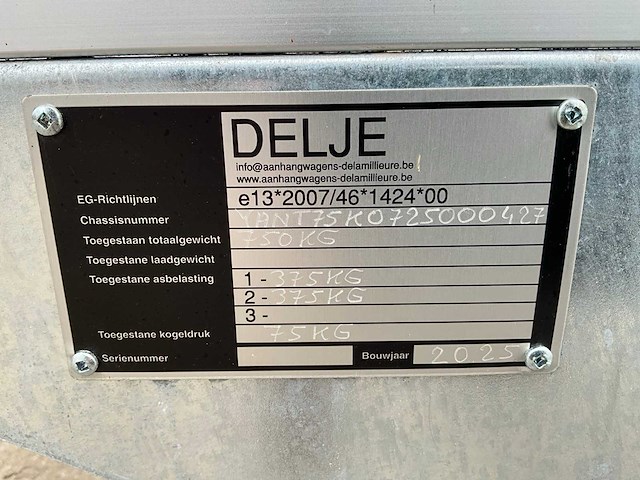 DELJE
info@aanhangwagens-delamillieure.be
www.aanhangwagens-delamillieure.be
EG-Richtlijnen e13*2007/46*1424*00
Chassisnummer YANT75K0725000427
Toegestaan totaalgewicht 750KG
Toegestane laadgewicht
Toegestane asbelasting 1 - 375KG
2 - 375KG
3 -
Toegestane kogeldruk 75KG
Serienummer Bouwjaar 2025